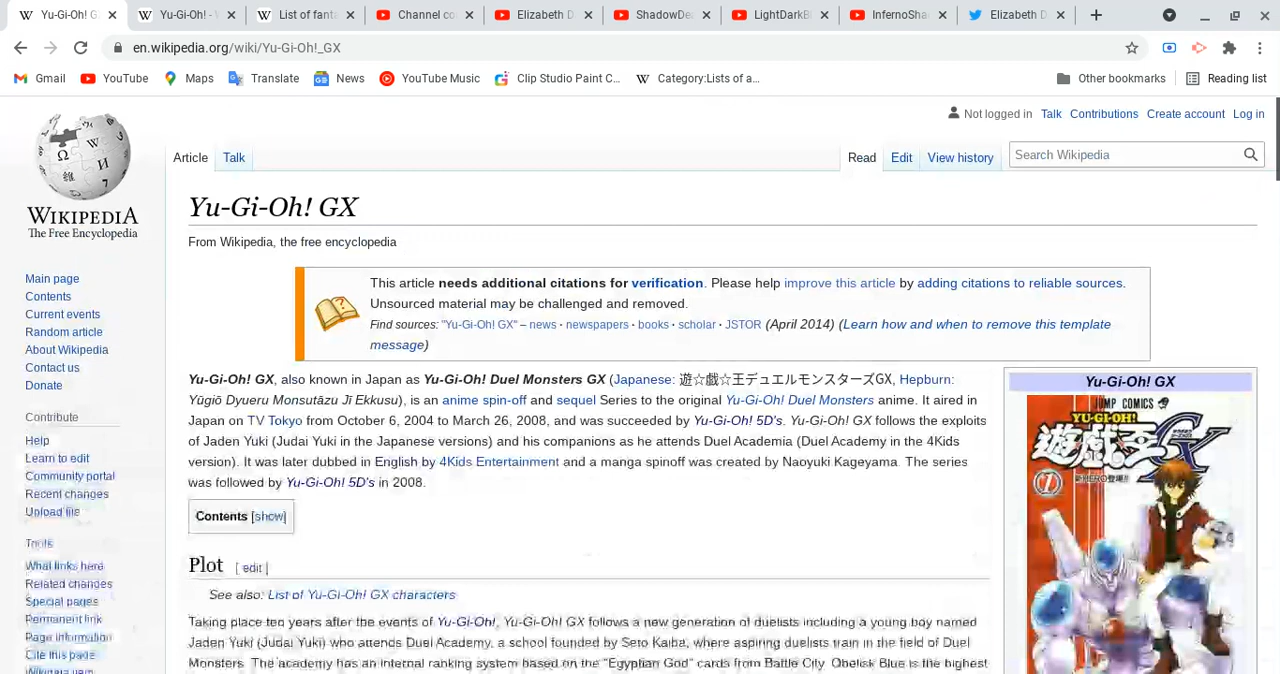 Yu-Gi-Oh! G
Yu-Gi-Oh! - W
List of fanta
Channel co
Elizabeth D
ShadowDea
LightDarkB
InfernoSha
Elizabeth D
en.wikipedia.org/wiki/Yu-Gi-Oh!_GX
Gmail YouTube Maps Translate News YouTube Music Clip Studio Paint C... Category:Lists of a... Other bookmarks Reading list
Not logged in Talk Contributions Create account Log in
Article Talk Read Edit View history Search Wikipedia
WIKIPEDIA
The Free Encyclopedia
Main page
Contents
Current events
Random article
About Wikipedia
Contact us
Donate
Contribute
Help
Learn to edit
Community portal
Recent changes
Upload file
Tools
What links here
Related changes
Special pages
Permanent link
Page information
Cite this page
Yu-Gi-Oh! GX
From Wikipedia, the free encyclopedia
This article needs additional citations for verification. Please help improve this article by adding citations to reliable sources.
Unsourced material may be challenged and removed.
Find sources: "Yu-Gi-Oh! GX" – news · newspapers · books · scholar · JSTOR (April 2014) (Learn how and when to remove this template
message)
Yu-Gi-Oh! GX, also known in Japan as Yu-Gi-Oh! Duel Monsters GX (Japanese: 遊☆戯☆王デュエルモンスターズGX, Hepburn:
Yūgiō Dyueru Monsutāzu Jī Ekkusu), is an anime spin-off and sequel Series to the original Yu-Gi-Oh! Duel Monsters anime. It aired in
Japan on TV Tokyo from October 6, 2004 to March 26, 2008, and was succeeded by Yu-Gi-Oh! 5D's. Yu-Gi-Oh! GX follows the exploits
of Jaden Yuki (Judai Yuki in the Japanese versions) and his companions as he attends Duel Academia (Duel Academy in the 4Kids
version). It was later dubbed in English by 4Kids Entertainment and a manga spinoff was created by Naoyuki Kageyama. The series
was followed by Yu-Gi-Oh! 5D's in 2008.
Contents [show]
Plot [ edit ]
See also: List of Yu-Gi-Oh! GX characters
Taking place ten years after the events of Yu-Gi-Oh!, Yu-Gi-Oh! GX follows a new generation of duelists including a young boy named
Jaden Yuki (Judai Yuki) who attends Duel Academy, a school founded by Seto Kaiba, where aspiring duelists train in the field of Duel
Monsters. The academy has an internal ranking system based on the "Egyptian God" cards from Battle City. Obelisk Blue is the highest
Yu-Gi-Oh! GX
JUMP COMICS
YU-GI-OH!
遊☆戯☆王
GX
1